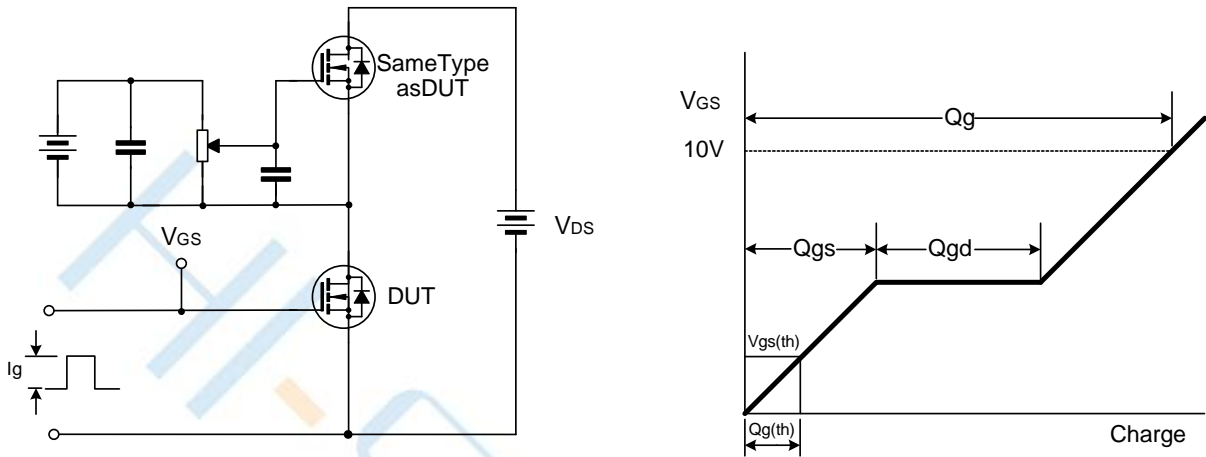 SameType
asDUT
VDS
VGS
DUT
Ig
VGS
10V
Qg
Qgs
Qgd
Vgs(th)
Qg(th)
Charge